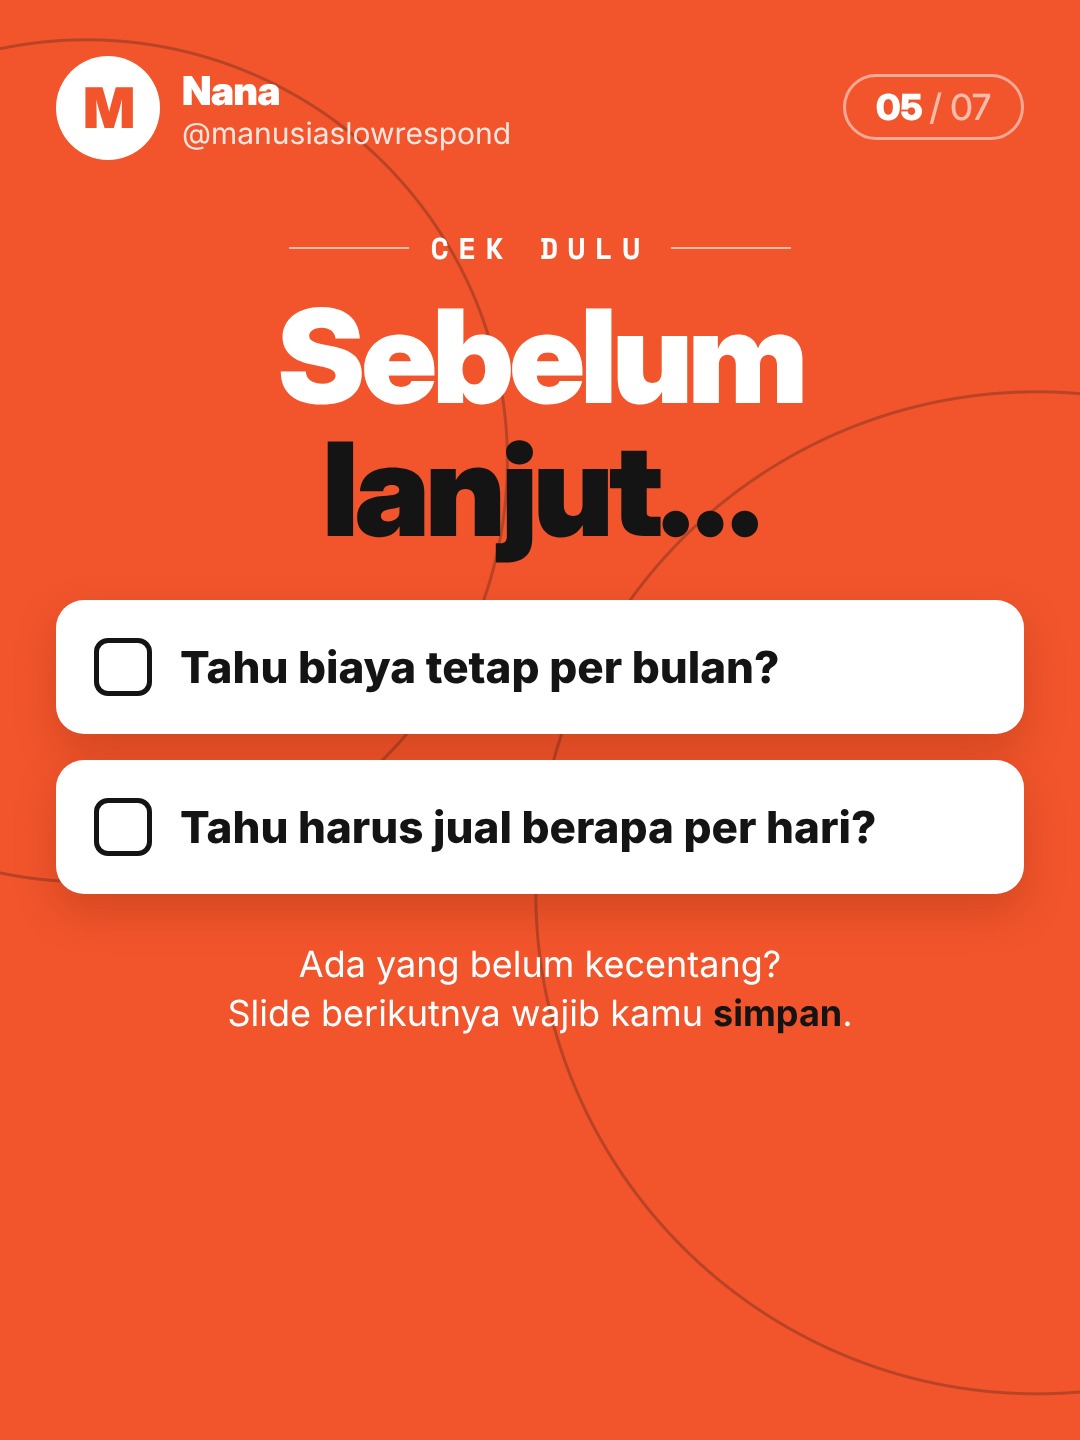 M
Nana
@manusiaslowrespond
05 / 07
CEK DULU
Sebelum
lanjut...
Tahu biaya tetap per bulan?
Tahu harus jual berapa per hari?
Ada yang belum kecentang?
Slide berikutnya wajib kamu simpan.